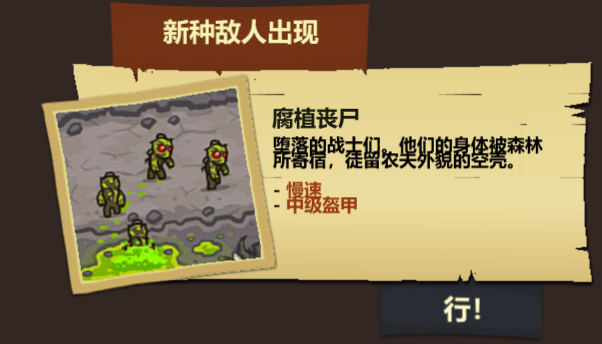 新种敌人出现
腐植丧尸
堕落的战士们。他们的身体被森林
所寄宿，徒留农夫外貌的空壳。
- 慢速
- 中级盔甲
行!